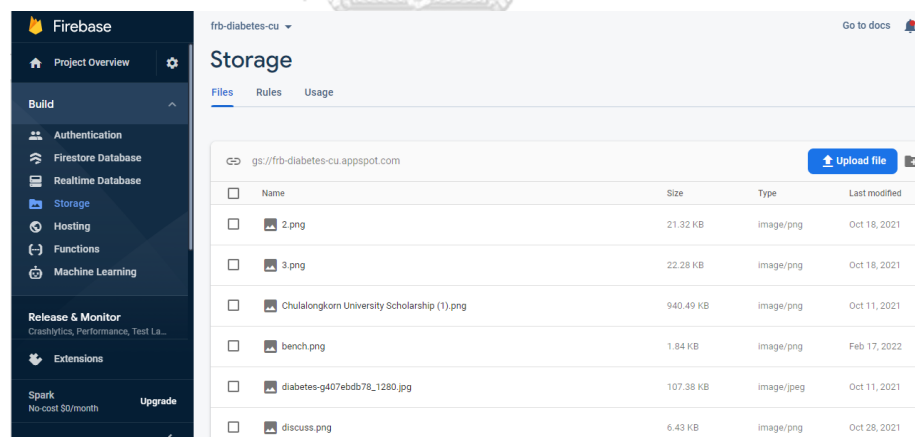 Firebase
frb-diabetes-cu
Go to docs
Project Overview
Storage
Files Rules Usage
Build
Authentication
Firestore Database
Realtime Database
Storage
Hosting
Functions
Machine Learning
Release & Monitor
Crashlytics, Performance, Test La...
Extensions
Spark
No-cost $0/month
Upgrade
gs://frb-diabetes-cu.appspot.com
Upload file
Name Size Type Last modified
2.png 21.32 KB image/png Oct 18, 2021
3.png 22.28 KB image/png Oct 18, 2021
Chulalongkorn University Scholarship (1).png 940.49 KB image/png Oct 11, 2021
bench.png 1.84 KB image/png Feb 17, 2022
diabetes-g407ebdb78_1280.jpg 107.38 KB image/jpeg Oct 11, 2021
discuss.png 6.43 KB image/png Oct 28, 2021